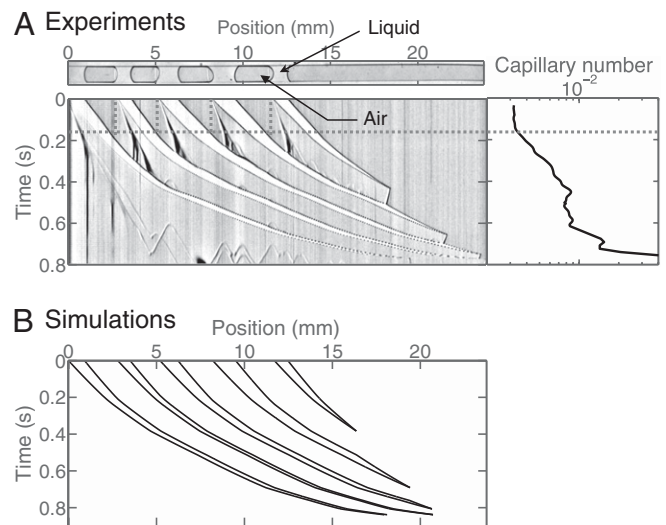 A Experiments
Position (mm)
Liquid
0 5 10 15 20
Capillary number
10⁻²
Air
0
0.2
0.4
0.6
0.8
Time (s)
B Simulations
Position (mm)
0 5 10 15 20
0.2
0.4
0.6
0.8
Time (s)